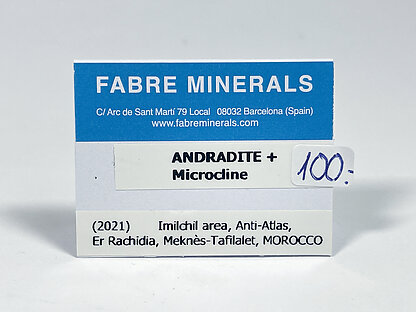 FABRE MINERALS
C/ Arc de Sant Martí 79 Local 08032 Barcelona (Spain)
www.fabreminerals.com
ANDRADITE +
Microcline
100.-
(2021) Imilchil area, Anti-Atlas,
Er Rachidia, Meknès-Tafilalet, MOROCCO